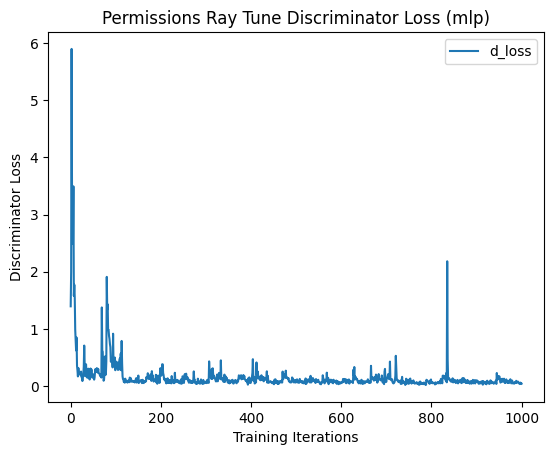 Permissions Ray Tune Discriminator Loss (mlp)
d_loss
6
5
4
3
2
1
0
Discriminator Loss
0 200 400 600 800 1000
Training Iterations